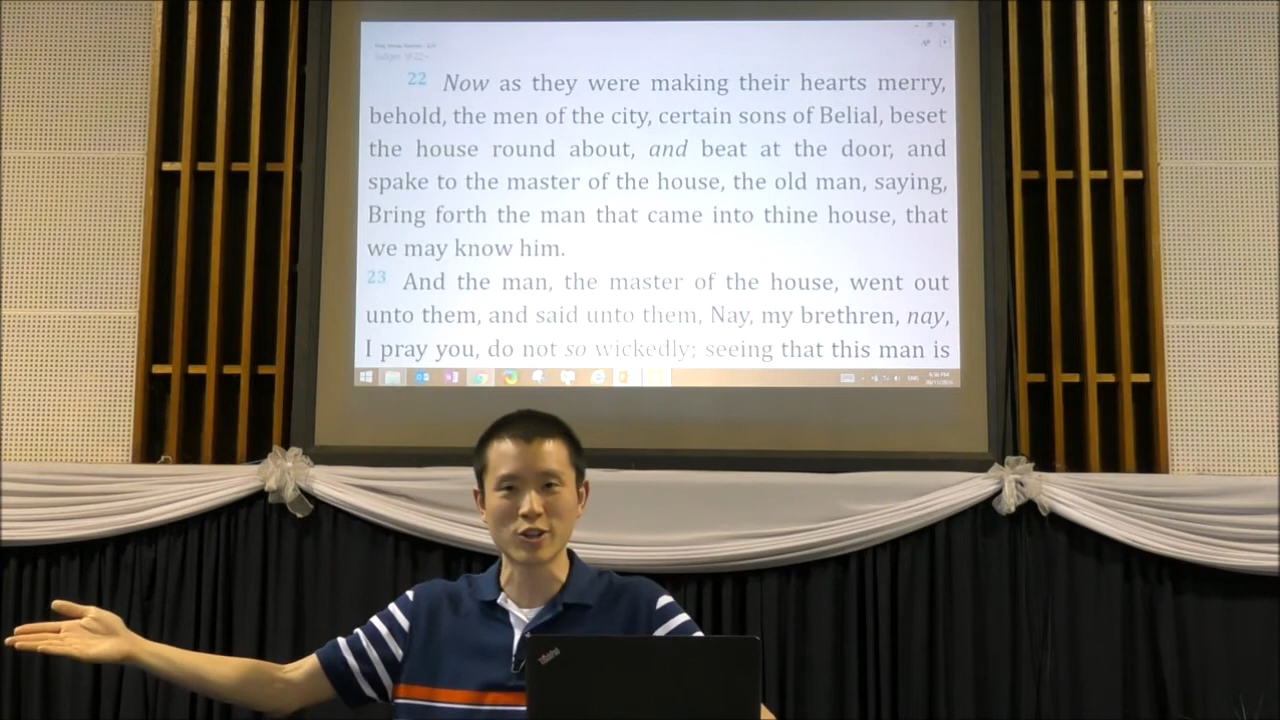 22 Now as they were making their hearts merry,
behold, the men of the city, certain sons of Belial, beset
the house round about, and beat at the door, and
spake to the master of the house, the old man, saying,
Bring forth the man that came into thine house, that
we may know him.
23 And the man, the master of the house, went out
unto them, and said unto them, Nay, my brethren, nay,
I pray you, do not so wickedly; seeing that this man is
ThinkPad